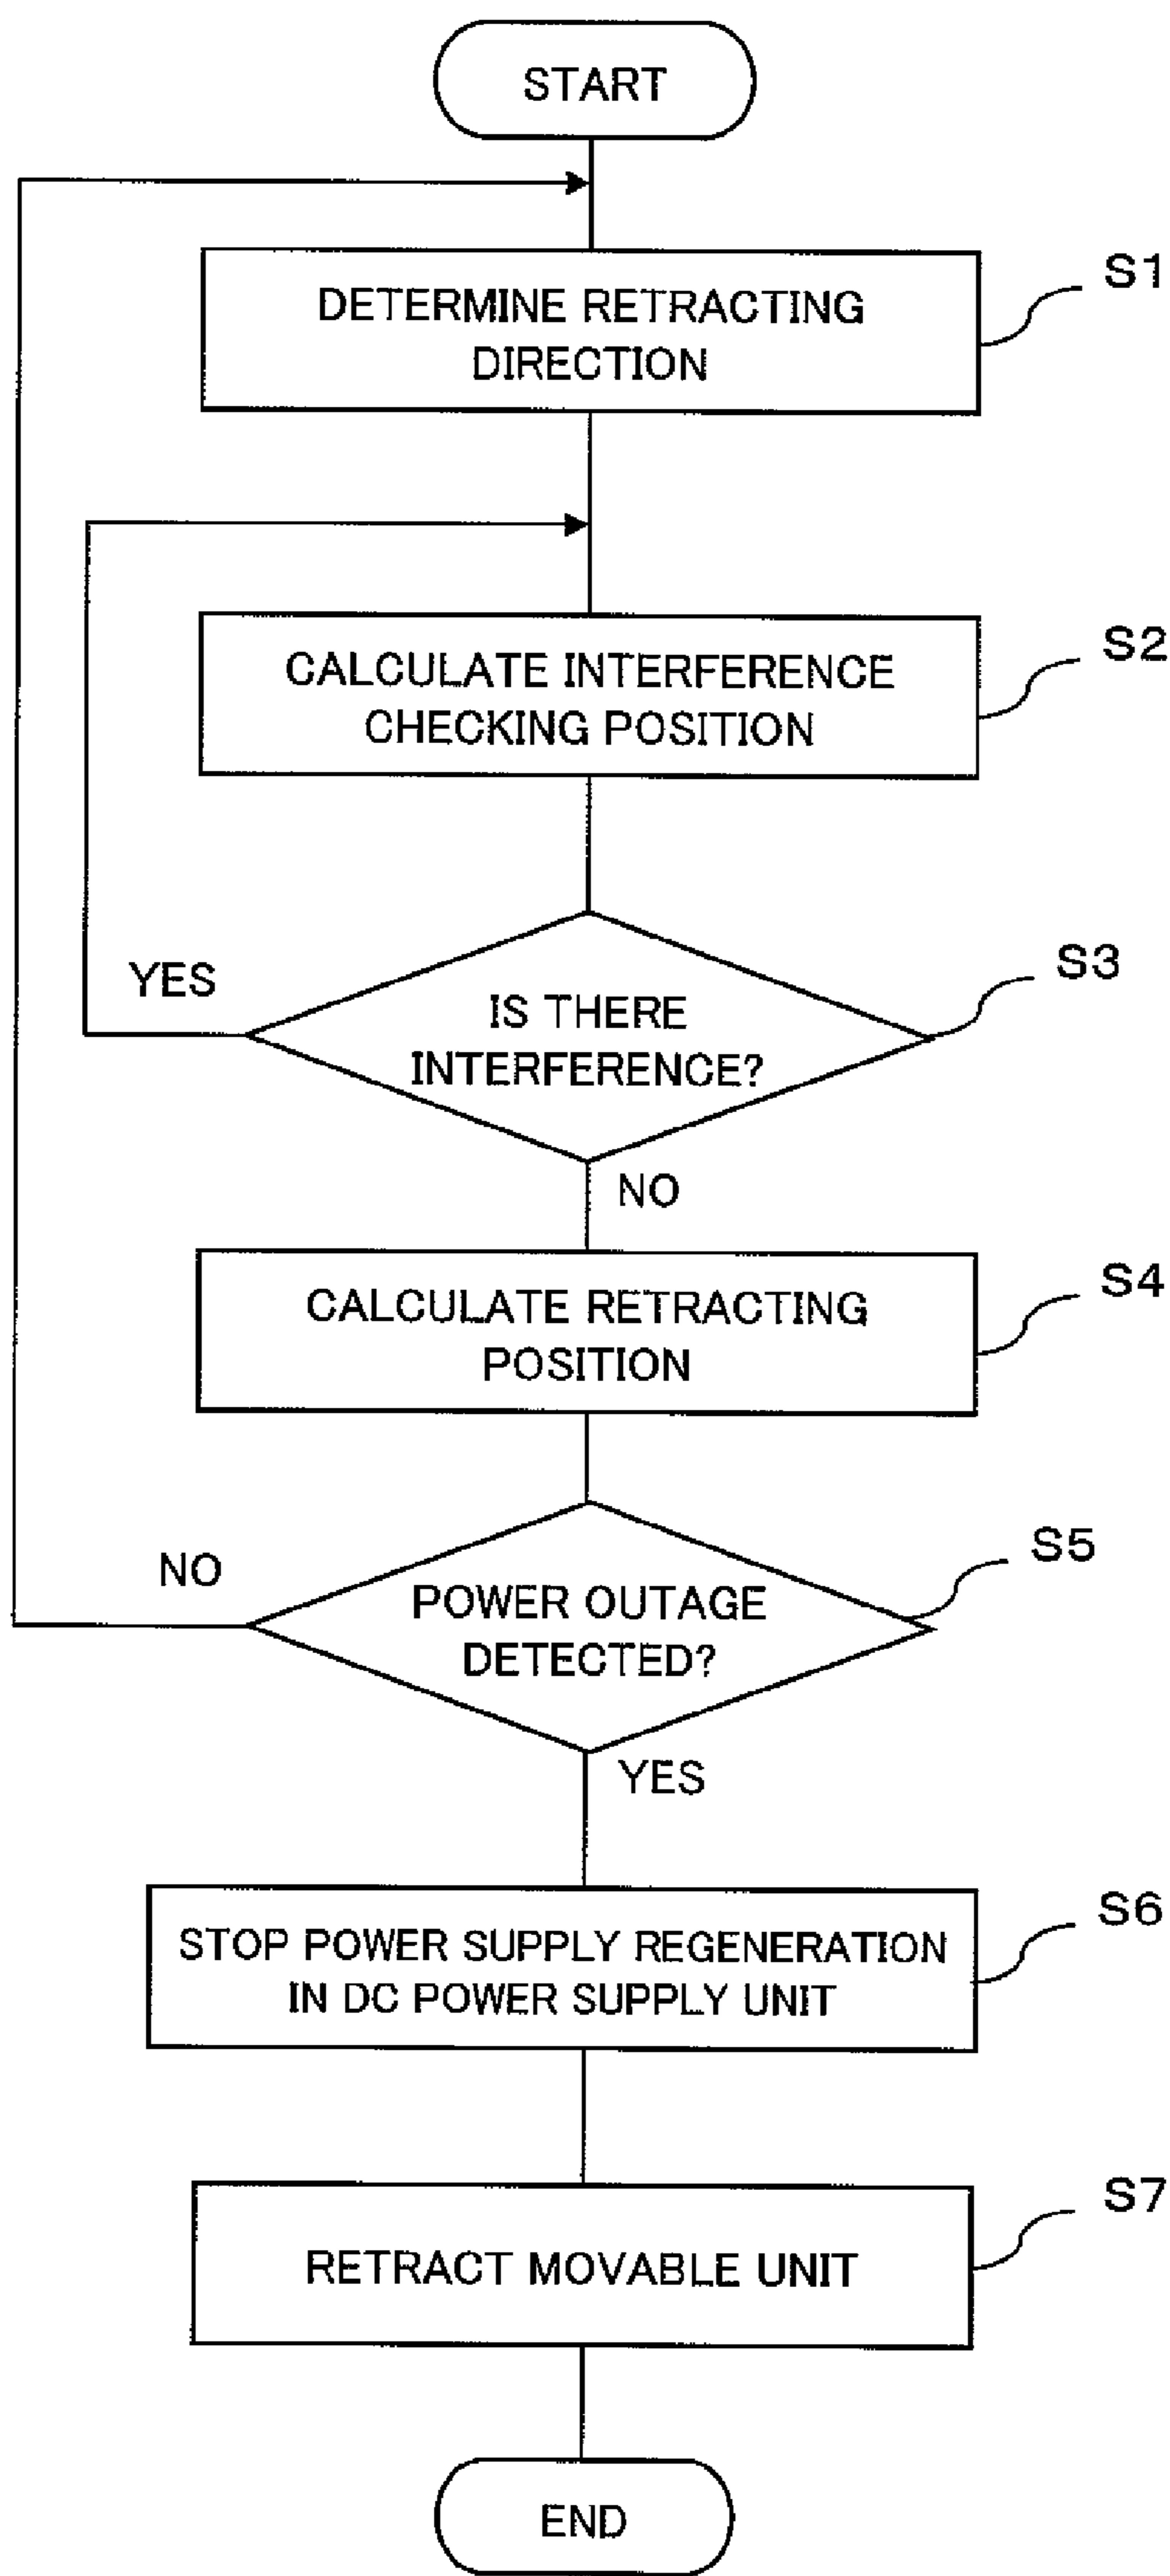 START
DETERMINE RETRACTING
DIRECTION
S1
CALCULATE INTERFERENCE
CHECKING POSITION
S2
YES
IS THERE
INTERFERENCE?
S3
NO
CALCULATE RETRACTING
POSITION
S4
NO
POWER OUTAGE
DETECTED?
S5
YES
STOP POWER SUPPLY REGENERATION
IN DC POWER SUPPLY UNIT
S6
RETRACT MOVABLE UNIT
S7
END